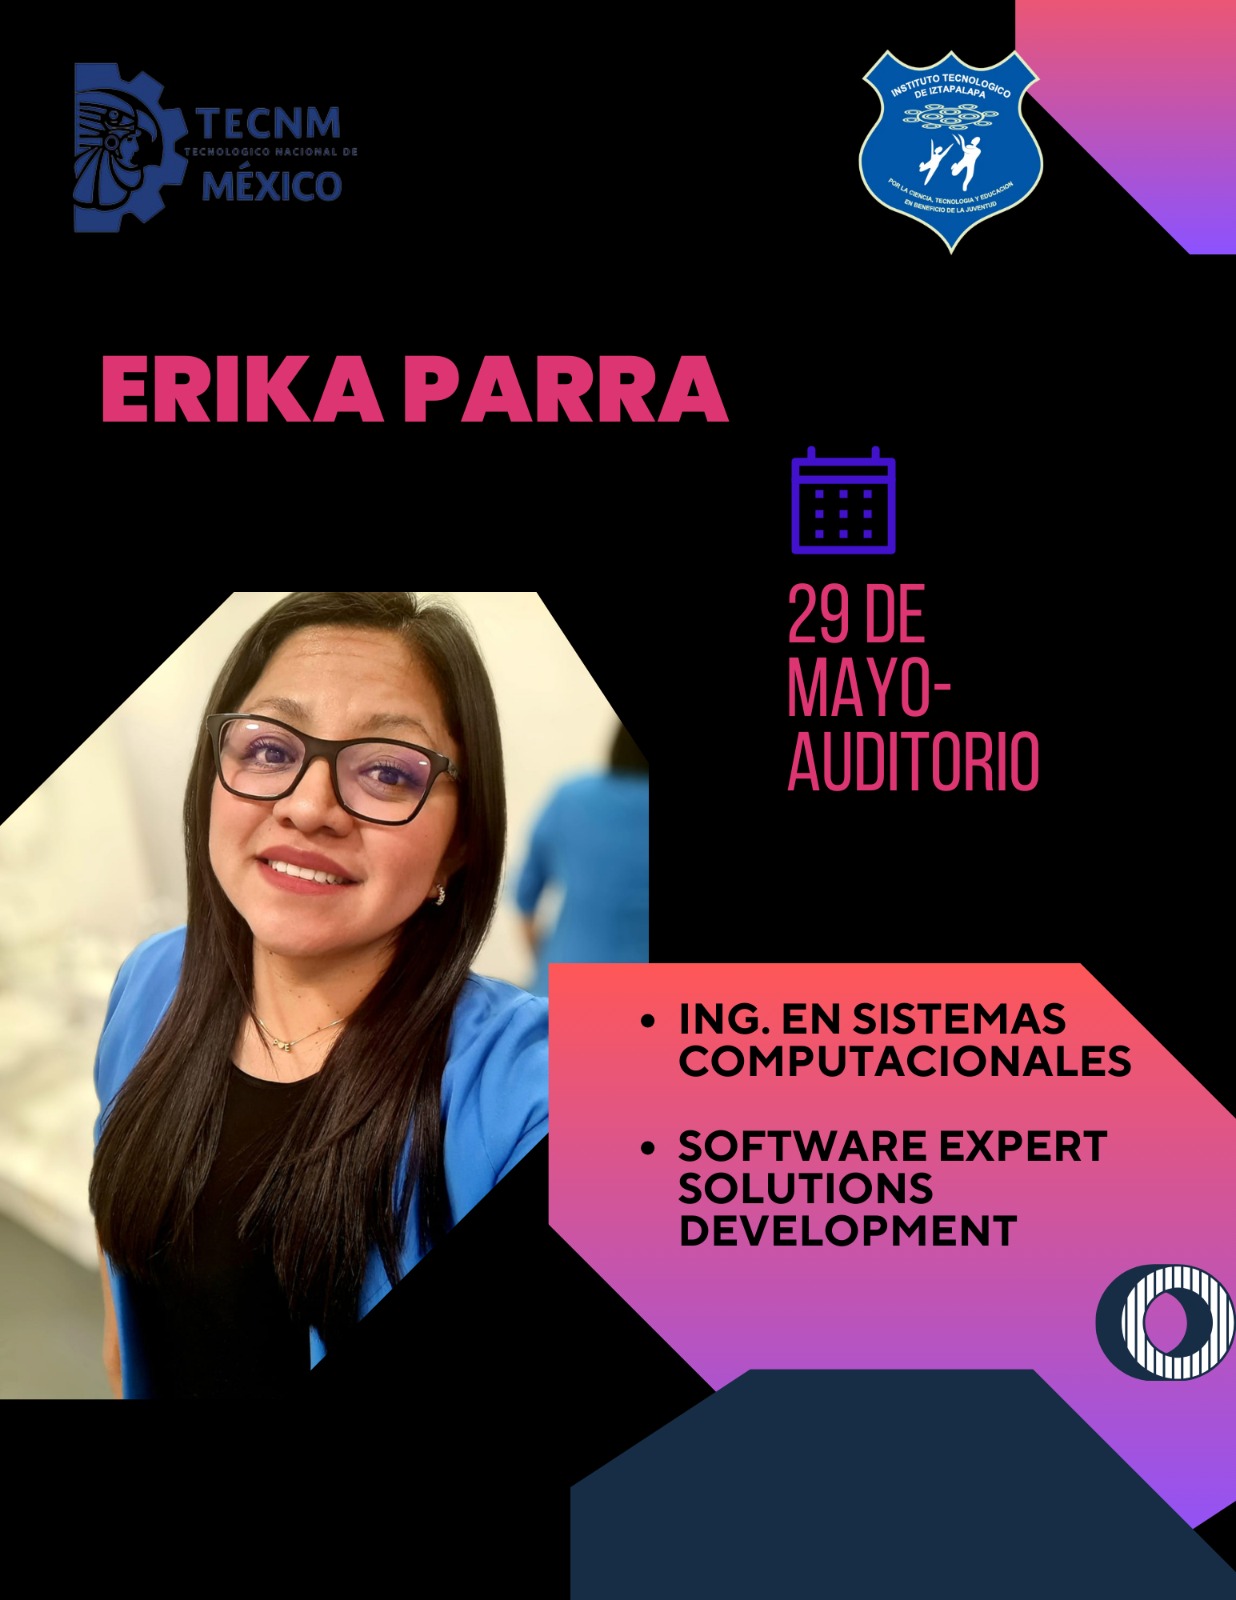 TECNM
TECNOLOGICO NACIONAL DE
MÉXICO
INSTITUTO TECNOLOGICO
DE IZTAPALAPA
POR LA CIENCIA, TECNOLOGIA Y EDUCACION
EN BENEFICIO DE LA JUVENTUD
ERIKA PARRA
29 DE
MAYO-
AUDITORIO
• ING. EN SISTEMAS
COMPUTACIONALES
• SOFTWARE EXPERT
SOLUTIONS
DEVELOPMENT